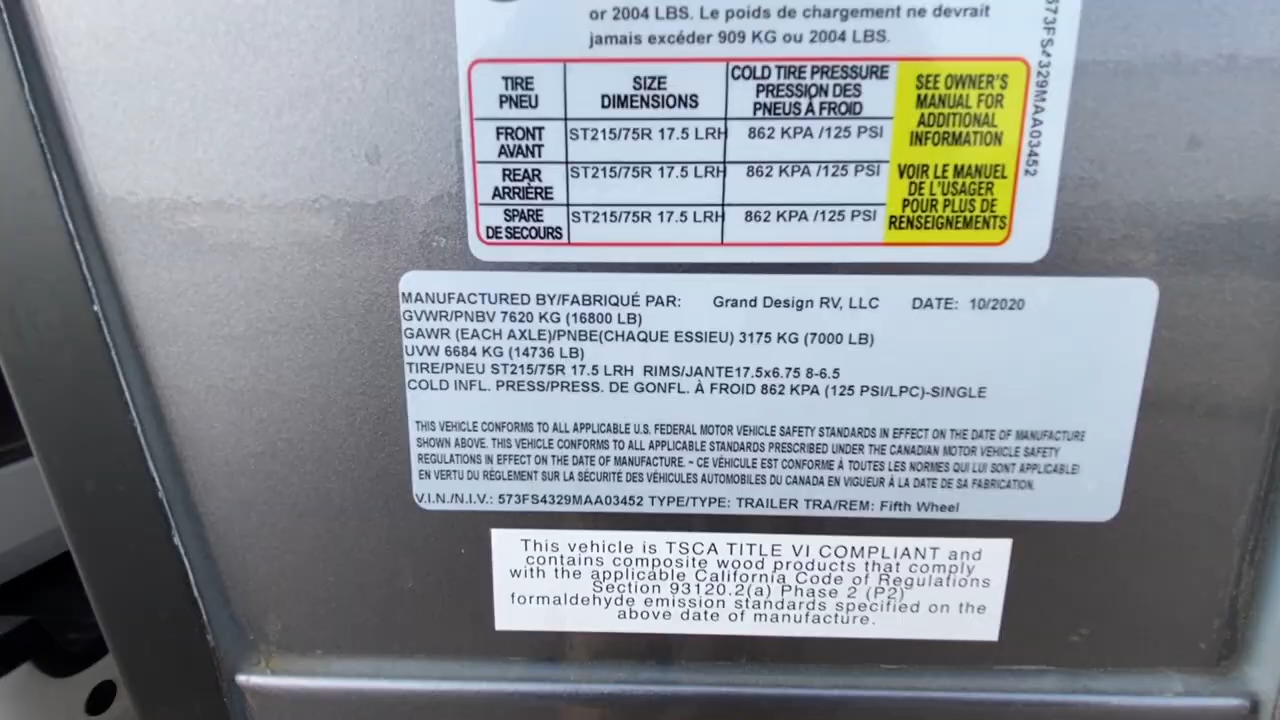 or 2004 LBS. Le poids de chargement ne devrait
jamais excéder 909 KG ou 2004 LBS.
TIRE PNEU
SIZE DIMENSIONS
COLD TIRE PRESSURE
PRESSION DES
PNEUS À FROID
FRONT AVANT
ST215/75R 17.5 LRH
862 KPA /125 PSI
REAR ARRIÈRE
ST215/75R 17.5 LRH
862 KPA /125 PSI
SPARE DE SECOURS
ST215/75R 17.5 LRH
862 KPA /125 PSI
SEE OWNER'S
MANUAL FOR
ADDITIONAL
INFORMATION
VOIR LE MANUEL
DE L'USAGER
POUR PLUS DE
RENSEIGNEMENTS
573FS4329MAA03452
MANUFACTURED BY/FABRIQUÉ PAR: Grand Design RV, LLC DATE: 10/2020
GVWR/PNBV 7620 KG (16800 LB)
GAWR (EACH AXLE)/PNBE(CHAQUE ESSIEU) 3175 KG (7000 LB)
UVW 6684 KG (14736 LB)
TIRE/PNEU ST215/75R 17.5 LRH RIMS/JANTE17.5x6.75 8-6.5
COLD INFL. PRESS/PRESS. DE GONFL. À FROID 862 KPA (125 PSI/LPC)-SINGLE
THIS VEHICLE CONFORMS TO ALL APPLICABLE U.S. FEDERAL MOTOR VEHICLE SAFETY STANDARDS IN EFFECT ON THE DATE OF MANUFACTURE
SHOWN ABOVE. THIS VEHICLE CONFORMS TO ALL APPLICABLE STANDARDS PRESCRIBED UNDER THE CANADIAN MOTOR VEHICLE SAFETY
REGULATIONS IN EFFECT ON THE DATE OF MANUFACTURE. ~ CE VÉHICULE EST CONFORME À TOUTES LES NORMES QUI LUI SONT APPLICABLES
EN VERTU DU RÈGLEMENT SUR LA SÉCURITÉ DES VÉHICULES AUTOMOBILES DU CANADA EN VIGUEUR À LA DATE DE SA FABRICATION.
V.I.N./N.I.V.: 573FS4329MAA03452 TYPE/TYPE: TRAILER TRA/REM: Fifth Wheel
This vehicle is TSCA TITLE VI COMPLIANT and
contains composite wood products that comply
with the applicable California Code of Regulations
Section 93120.2(a) Phase 2 (P2)
formaldehyde emission standards specified on the
above date of manufacture.